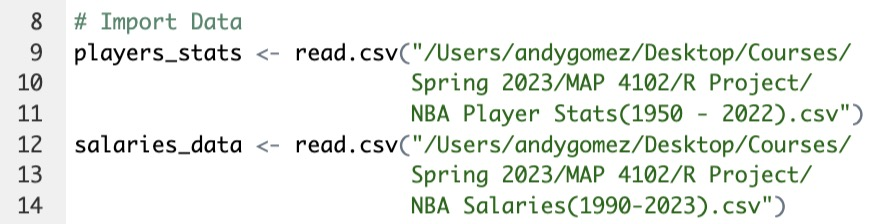 8 # Import Data
9 players_stats <- read.csv("/Users/andygomez/Desktop/Courses/
10 Spring 2023/MAP 4102/R Project/
11 NBA Player Stats(1950 - 2022).csv")
12 salaries_data <- read.csv("/Users/andygomez/Desktop/Courses/
13 Spring 2023/MAP 4102/R Project/
14 NBA Salaries(1990-2023).csv")